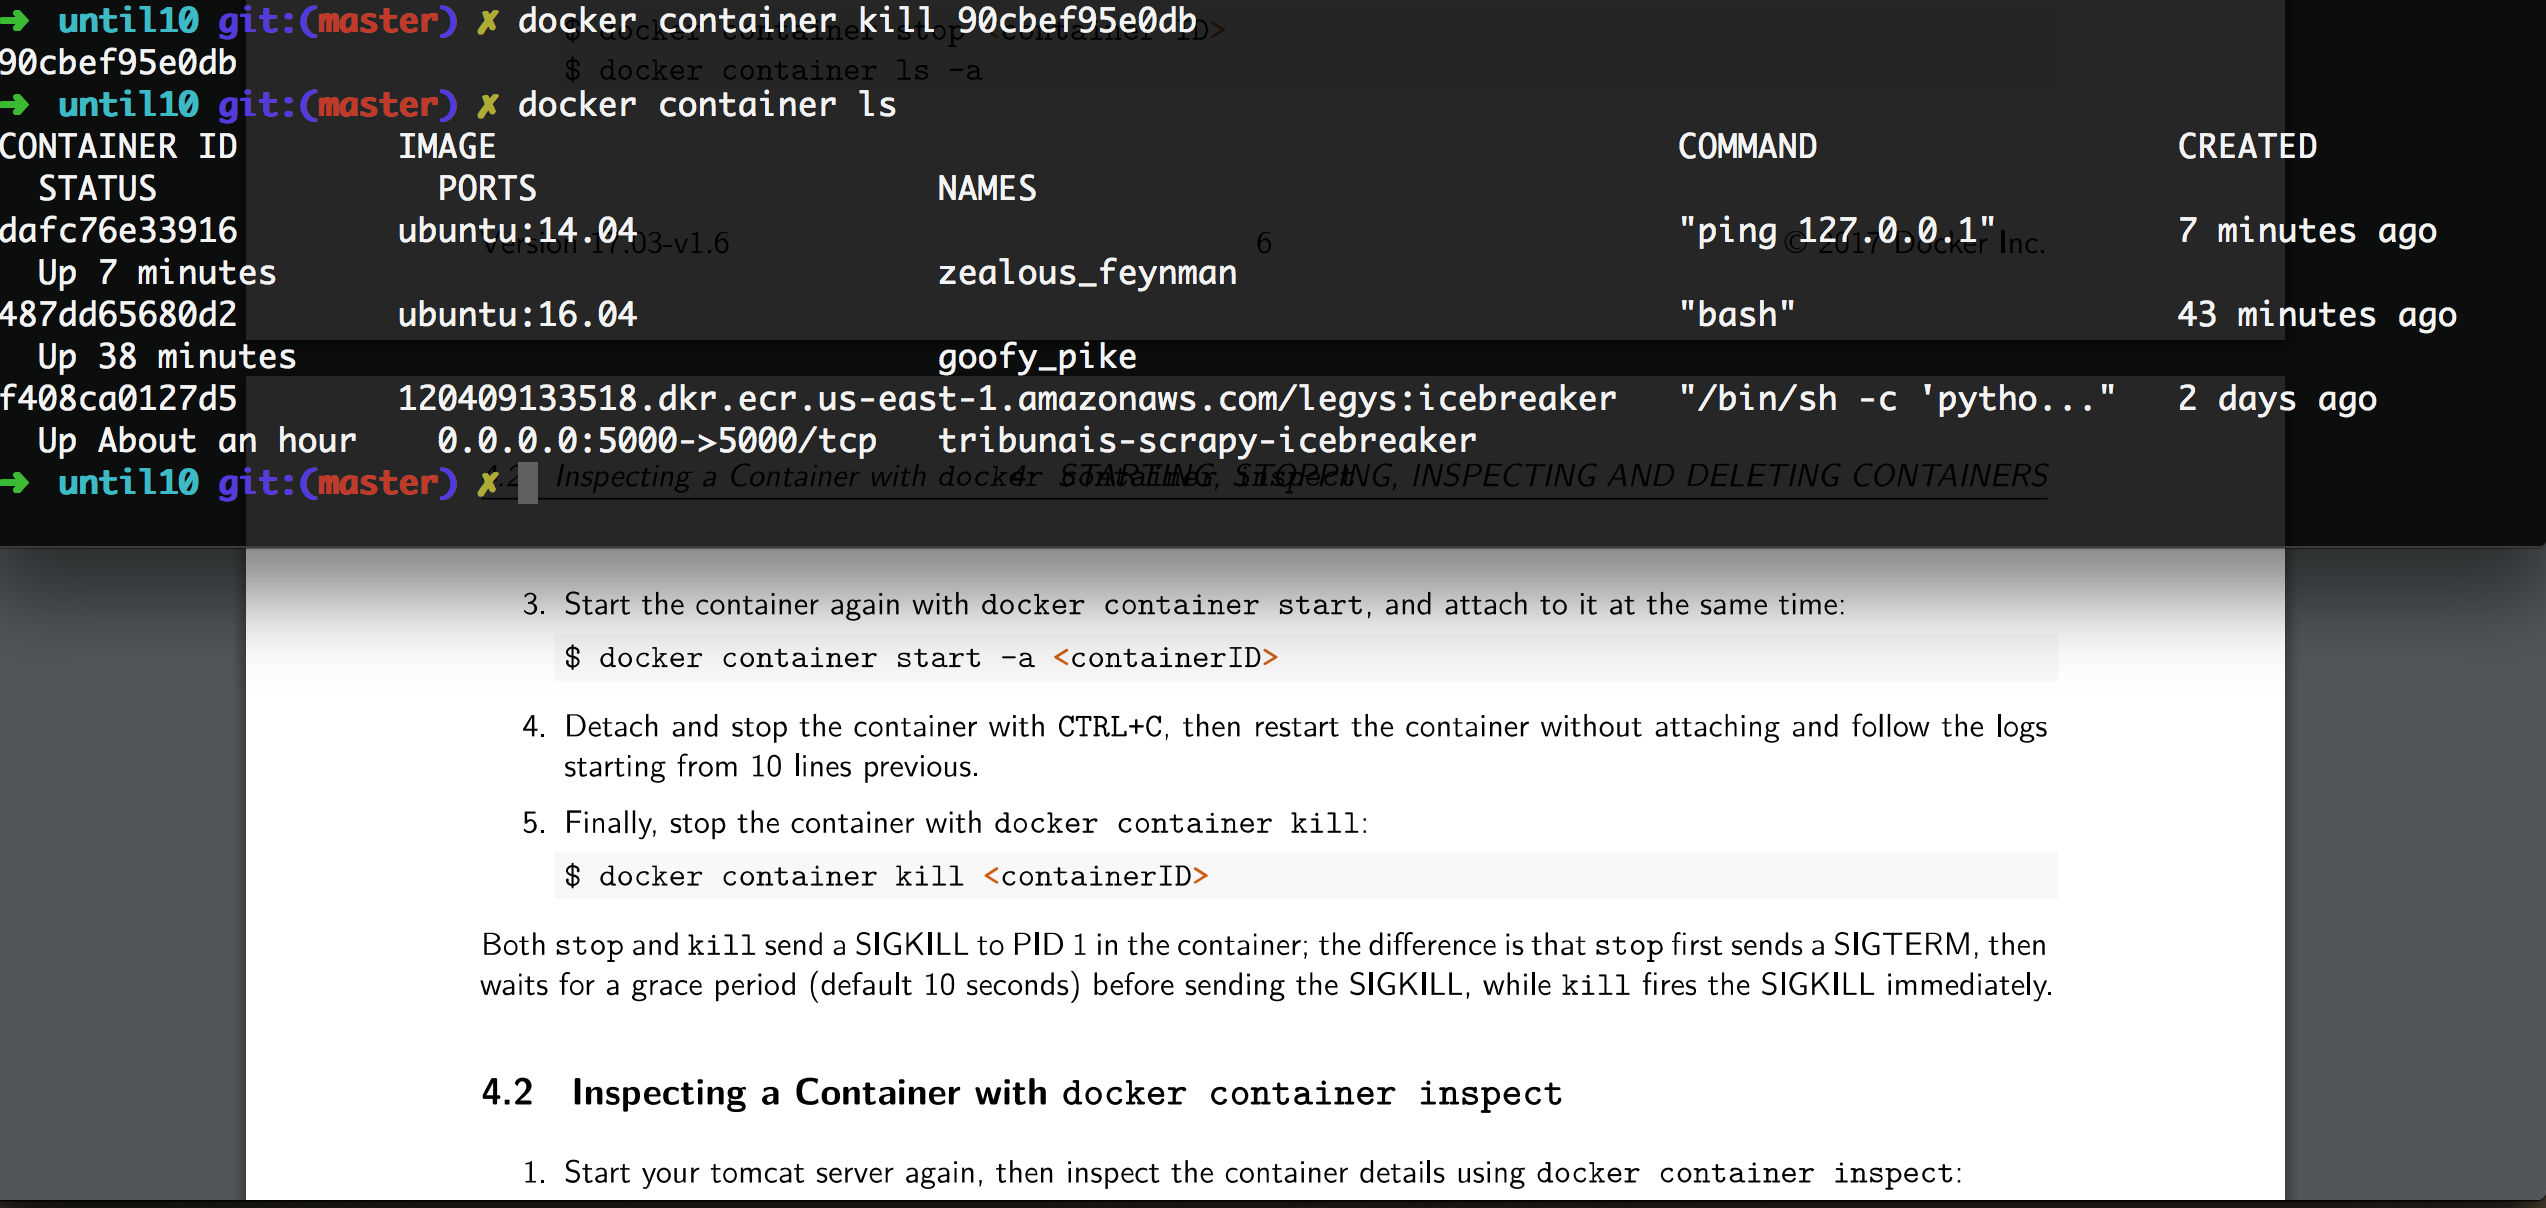 ➜ until10 git:(master) ✗ docker container kill 90cbef95e0db
$ docker container stop <container ID>
90cbef95e0db
$ docker container ls -a
➜ until10 git:(master) ✗ docker container ls
CONTAINER ID IMAGE COMMAND CREATED
STATUS PORTS NAMES
dafc76e33916 ubuntu:14.04 "ping 127.0.0.1" 7 minutes ago
Version 17.03-v1.6 6 © 2017 Docker Inc.
Up 7 minutes zealous_feynman
487dd65680d2 ubuntu:16.04 "bash" 43 minutes ago
Up 38 minutes goofy_pike
f408ca0127d5 120409133518.dkr.ecr.us-east-1.amazonaws.com/legys:icebreaker "/bin/sh -c 'pytho..." 2 days ago
Up About an hour 0.0.0.0:5000->5000/tcp tribunais-scrapy-icebreaker
➜ until10 git:(master) ✗
4.2 Inspecting a Container with docker container inspect 4. STARTING, STOPPING, INSPECTING AND DELETING CONTAINERS
3. Start the container again with docker container start, and attach to it at the same time:
$ docker container start -a <containerID>
4. Detach and stop the container with CTRL+C, then restart the container without attaching and follow the logs
starting from 10 lines previous.
5. Finally, stop the container with docker container kill:
$ docker container kill <containerID>
Both stop and kill send a SIGKILL to PID 1 in the container; the difference is that stop first sends a SIGTERM, then
waits for a grace period (default 10 seconds) before sending the SIGKILL, while kill fires the SIGKILL immediately.
4.2 Inspecting a Container with docker container inspect
1. Start your tomcat server again, then inspect the container details using docker container inspect: